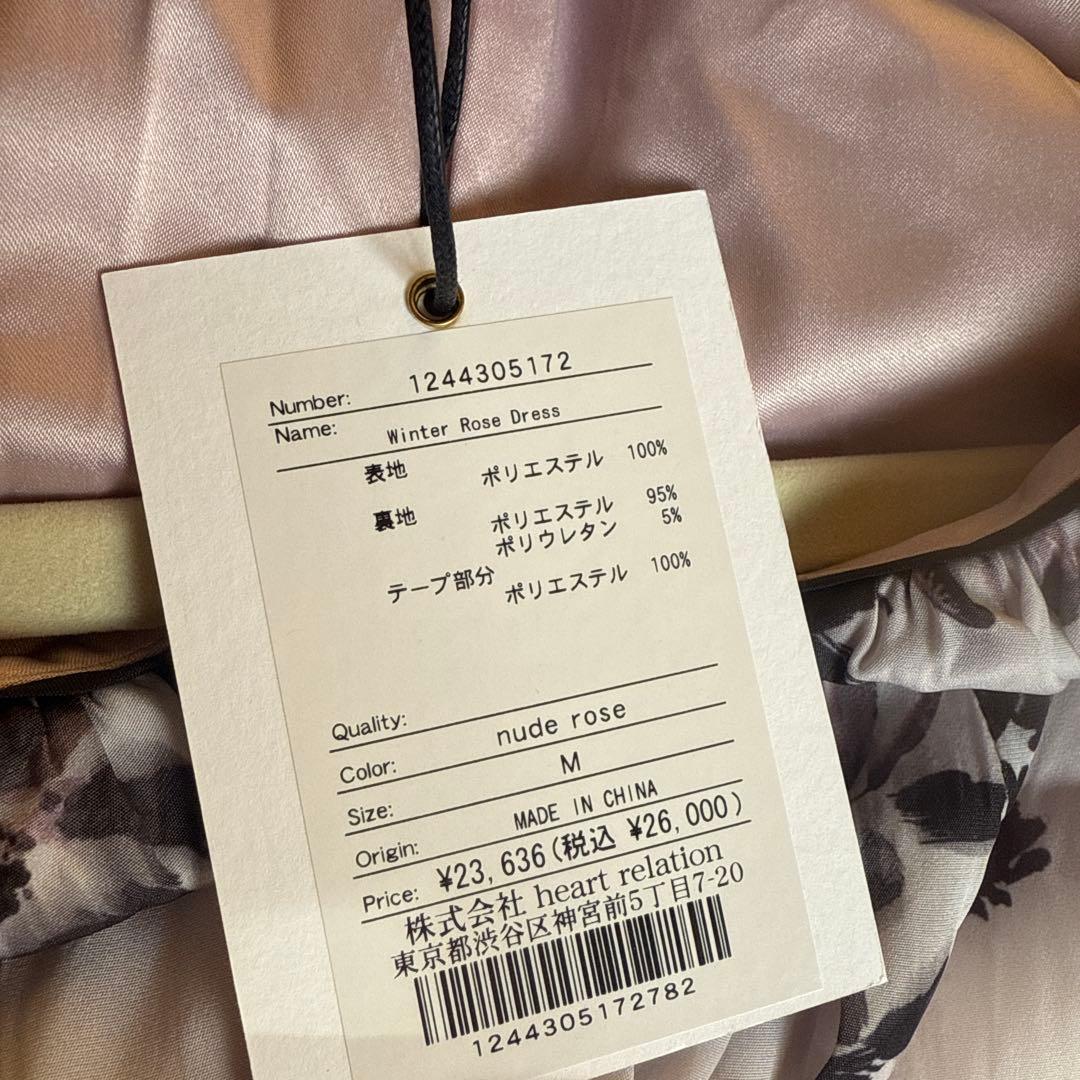 Number: 1244305172
Name: Winter Rose Dress
表地 ポリエステル 100%
裏地 ポリエステル 95%
ポリウレタン 5%
テープ部分 ポリエステル 100%
Quality:
Color: nude rose
Size: M
Origin: MADE IN CHINA
Price: ¥23,636(税込 ¥26,000)
株式会社 heart relation
東京都渋谷区神宮前5丁目7-20
1244305172782